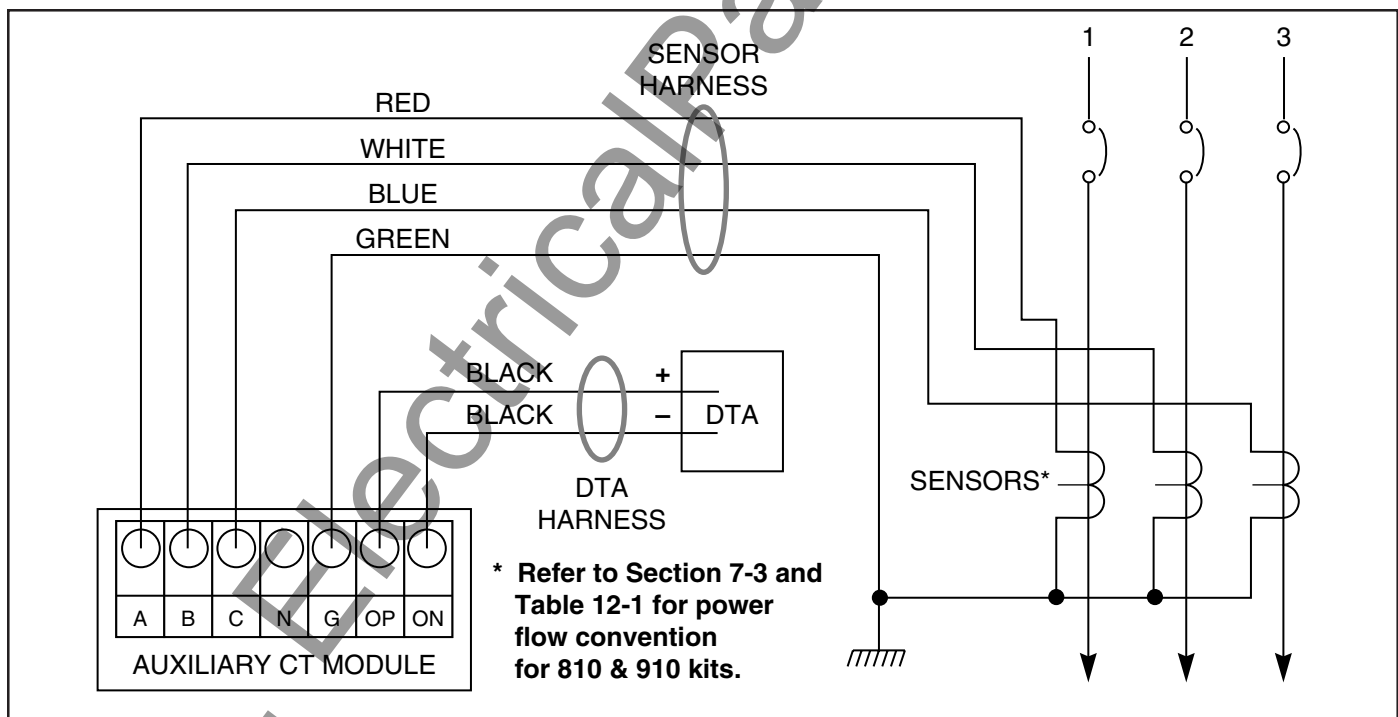 SENSOR
HARNESS
1 2 3
RED
WHITE
BLUE
GREEN
BLACK +
BLACK – DTA
DTA
HARNESS
SENSORS*
* Refer to Section 7-3 and
Table 12-1 for power
flow convention
for 810 & 910 kits.
A B C N G OP ON
AUXILIARY CT MODULE
ElectricalPa